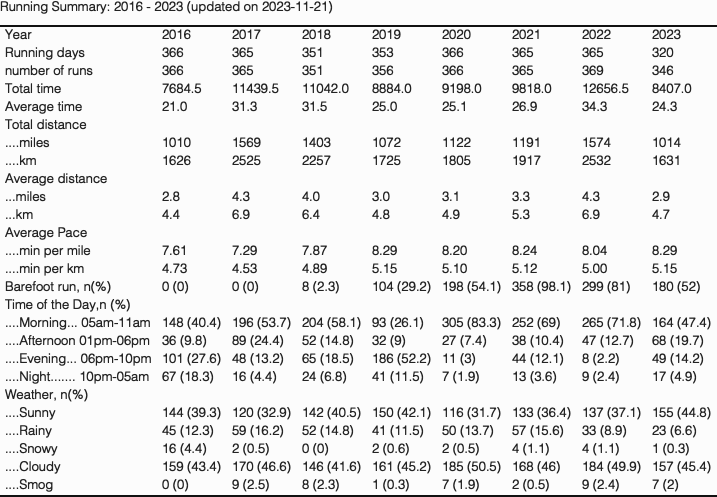 Running Summary: 2016 - 2023 (updated on 2023-11-21)
Year 2016 2017 2018 2019 2020 2021 2022 2023
Running days 366 365 351 353 366 365 365 320
number of runs 366 365 351 356 366 365 369 346
Total time 7684.5 11439.5 11042.0 8884.0 9198.0 9818.0 12656.5 8407.0
Average time 21.0 31.3 31.5 25.0 25.1 26.9 34.3 24.3
Total distance
....miles 1010 1569 1403 1072 1122 1191 1574 1014
....km 1626 2525 2257 1725 1805 1917 2532 1631
Average distance
...miles 2.8 4.3 4.0 3.0 3.1 3.3 4.3 2.9
...km 4.4 6.9 6.4 4.8 4.9 5.3 6.9 4.7
Average Pace
....min per mile 7.61 7.29 7.87 8.29 8.20 8.24 8.04 8.29
....min per km 4.73 4.53 4.89 5.15 5.10 5.12 5.00 5.15
Barefoot run, n(%) 0 (0) 0 (0) 8 (2.3) 104 (29.2) 198 (54.1) 358 (98.1) 299 (81) 180 (52)
Time of the Day,n (%)
....Morning... 05am-11am 148 (40.4) 196 (53.7) 204 (58.1) 93 (26.1) 305 (83.3) 252 (69) 265 (71.8) 164 (47.4)
....Afternoon 01pm-06pm 36 (9.8) 89 (24.4) 52 (14.8) 32 (9) 27 (7.4) 38 (10.4) 47 (12.7) 68 (19.7)
....Evening... 06pm-10pm 101 (27.6) 48 (13.2) 65 (18.5) 186 (52.2) 11 (3) 44 (12.1) 8 (2.2) 49 (14.2)
....Night....... 10pm-05am 67 (18.3) 16 (4.4) 24 (6.8) 41 (11.5) 7 (1.9) 13 (3.6) 9 (2.4) 17 (4.9)
Weather, n(%)
....Sunny 144 (39.3) 120 (32.9) 142 (40.5) 150 (42.1) 116 (31.7) 133 (36.4) 137 (37.1) 155 (44.8)
....Rainy 45 (12.3) 59 (16.2) 52 (14.8) 41 (11.5) 50 (13.7) 57 (15.6) 33 (8.9) 23 (6.6)
....Snowy 16 (4.4) 2 (0.5) 0 (0) 2 (0.6) 2 (0.5) 4 (1.1) 4 (1.1) 1 (0.3)
....Cloudy 159 (43.4) 170 (46.6) 146 (41.6) 161 (45.2) 185 (50.5) 168 (46) 184 (49.9) 157 (45.4)
....Smog 0 (0) 9 (2.5) 8 (2.3) 1 (0.3) 7 (1.9) 2 (0.5) 9 (2.4) 7 (2)